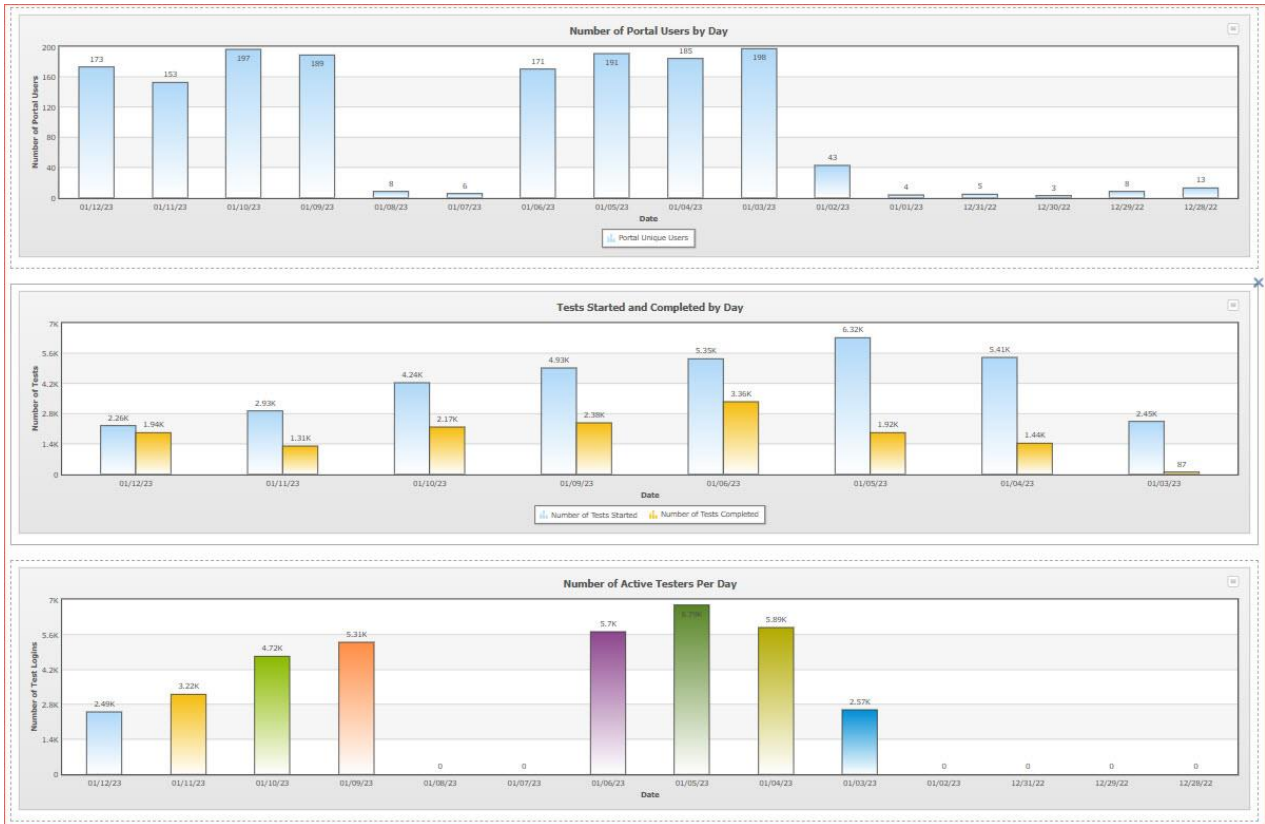 Number of Portal Users by Day
Number of Portal Users
200
160
120
80
40
0
173
153
197
189
8
6
171
191
185
198
43
4
5
3
8
13
01/12/23 01/11/23 01/10/23 01/09/23 01/08/23 01/07/23 01/06/23 01/05/23 01/04/23 01/03/23 01/02/23 01/01/23 12/31/22 12/30/22 12/29/22 12/28/22
Date
Portal Unique Users
Tests Started and Completed by Day
Number of Tests
7K
5.6K
4.2K
2.8K
1.4K
0
2.26K
1.94K
2.93K
1.31K
4.24K
2.17K
4.93K
2.38K
5.35K
3.36K
6.32K
1.92K
5.41K
1.44K
2.45K
87
01/12/23 01/11/23 01/10/23 01/09/23 01/06/23 01/05/23 01/04/23 01/03/23
Date
Number of Tests Started Number of Tests Completed
Number of Active Testers Per Day
Number of Test Logins
7K
5.6K
4.2K
2.8K
1.4K
0
2.49K
3.22K
4.72K
5.31K
0
0
5.7K
5.89K
2.57K
0
0
0
0
01/12/23 01/11/23 01/10/23 01/09/23 01/08/23 01/07/23 01/06/23 01/05/23 01/04/23 01/03/23 01/02/23 12/31/22 12/29/22 12/28/22
Date